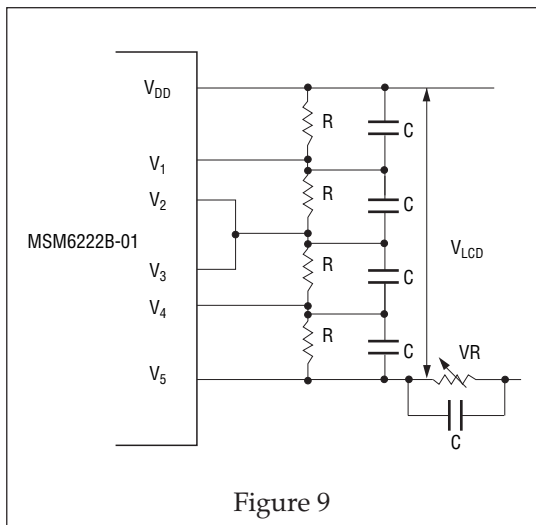 V_DD
R
C
V_1
V_2
R
C
MSM6222B-01
V_LCD
V_3
R
C
V_4
R
C
VR
V_5
C
Figure 9